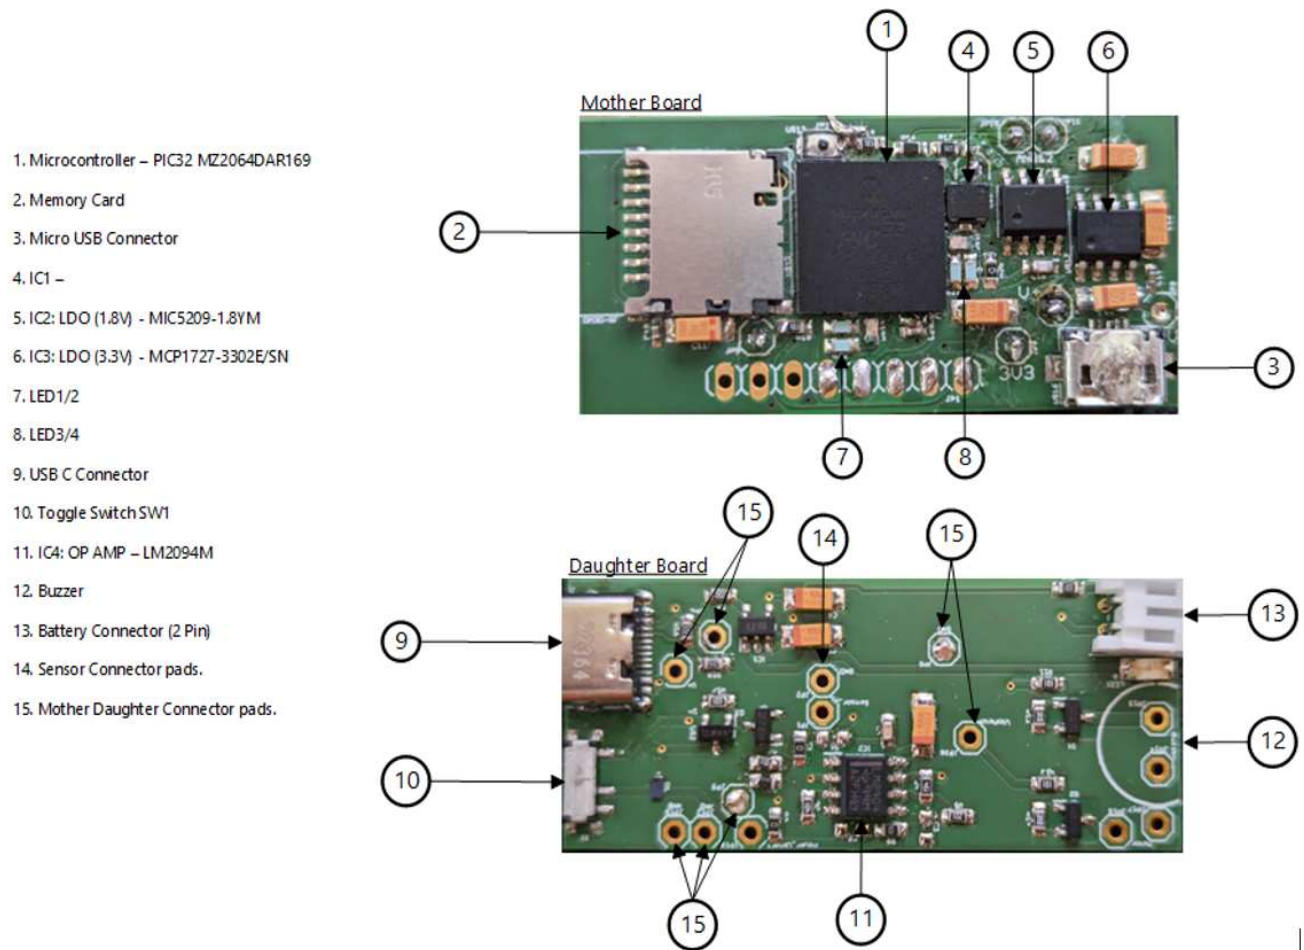 1. Microcontroller – PIC32 MZ2064DAR169
2. Memory Card
3. Micro USB Connector
4. IC1 –
5. IC2: LDO (1.8V) - MIC5209-1.8YM
6. IC3: LDO (3.3V) - MCP1727-3302E/SN
7. LED1/2
8. LED3/4
9. USB C Connector
10. Toggle Switch SW1
11. IC4: OP AMP – LM2094M
12. Buzzer
13. Battery Connector (2 Pin)
14. Sensor Connector pads.
15. Mother Daughter Connector pads.
Mother Board
1
4
5
6
2
3
3V3
7
8
Daughter Board
15
14
15
9
13
10
12
15
11